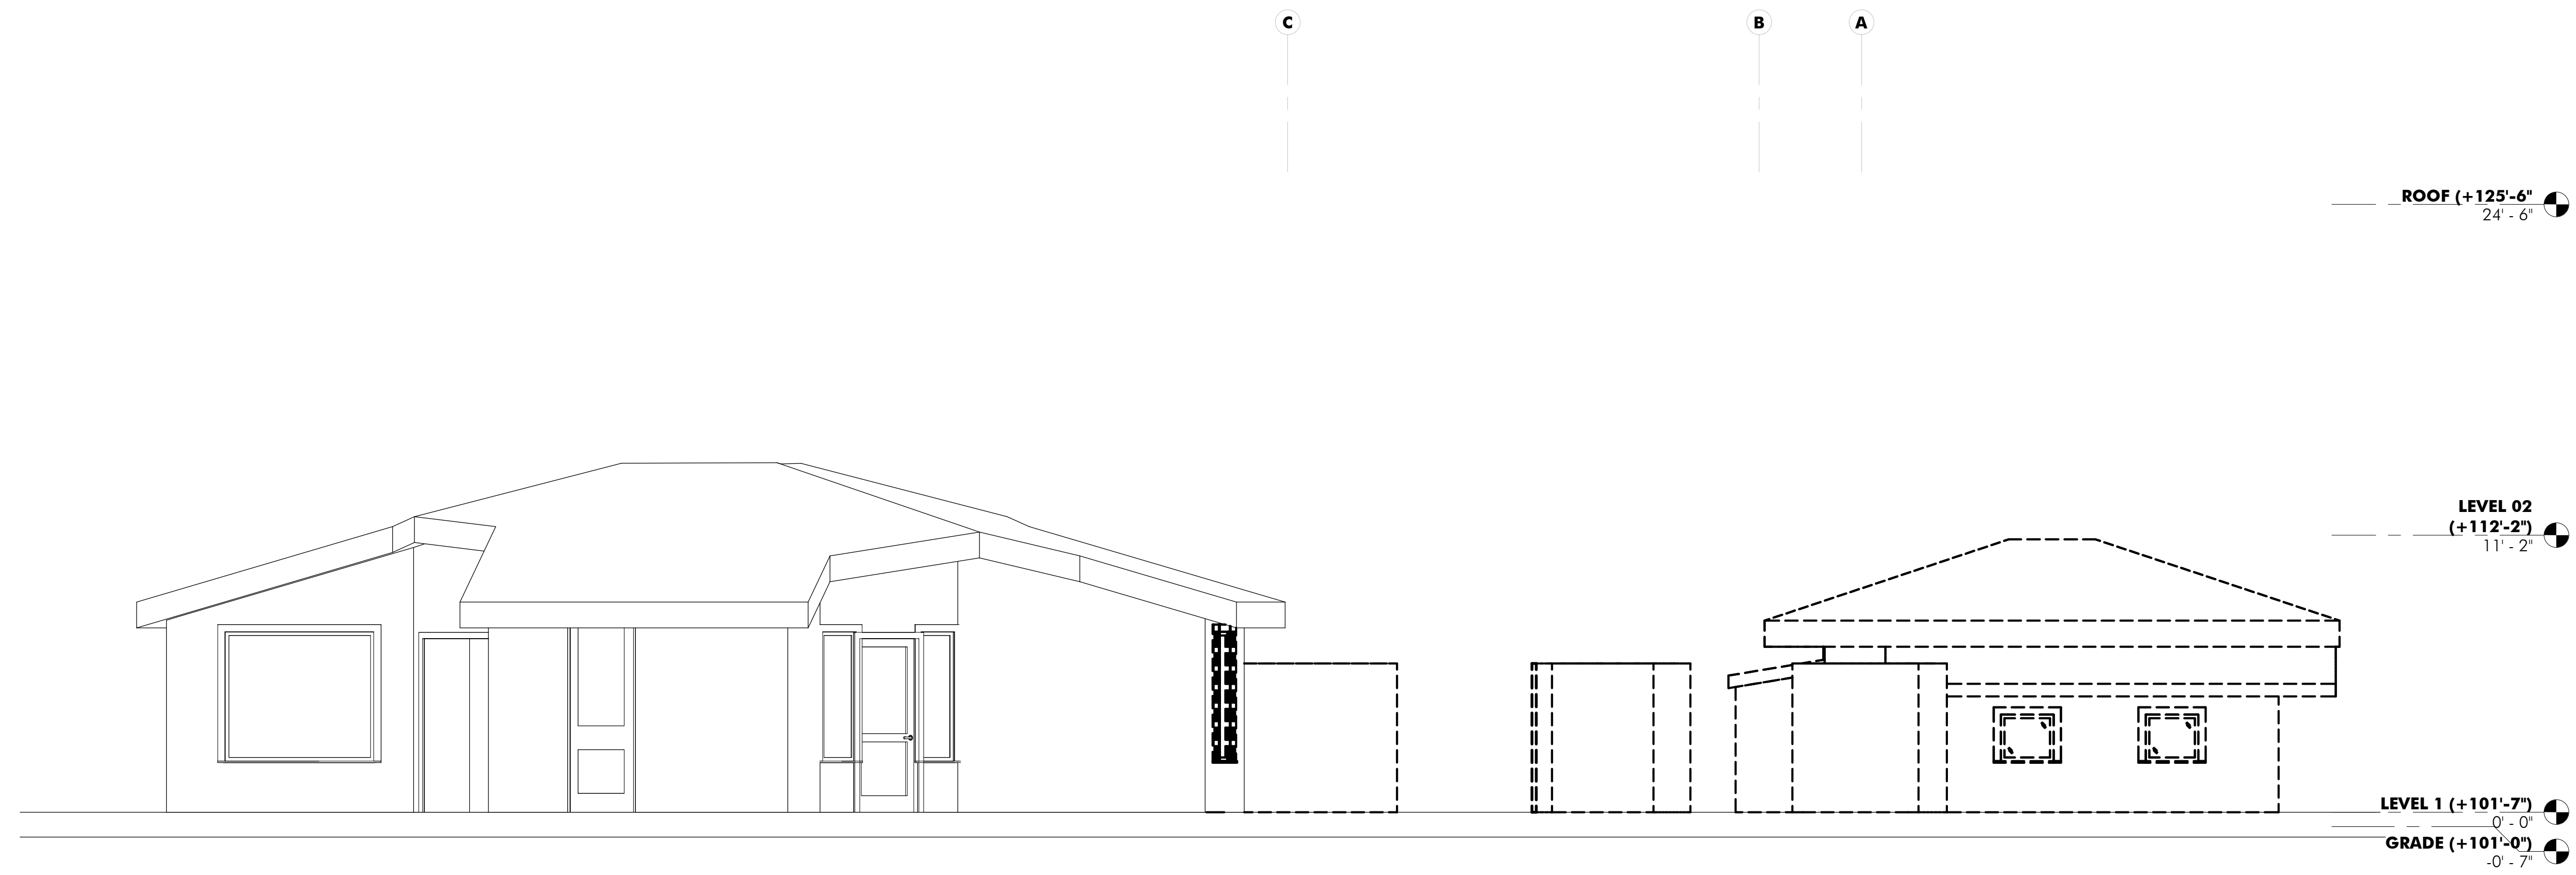 C
B
A
ROOF (+125'-6"
24' - 6"
LEVEL 02
(+112'-2")
11' - 2"
LEVEL 1 (+101'-7")
0' - 0"
GRADE (+101'-0")
-0' - 7"